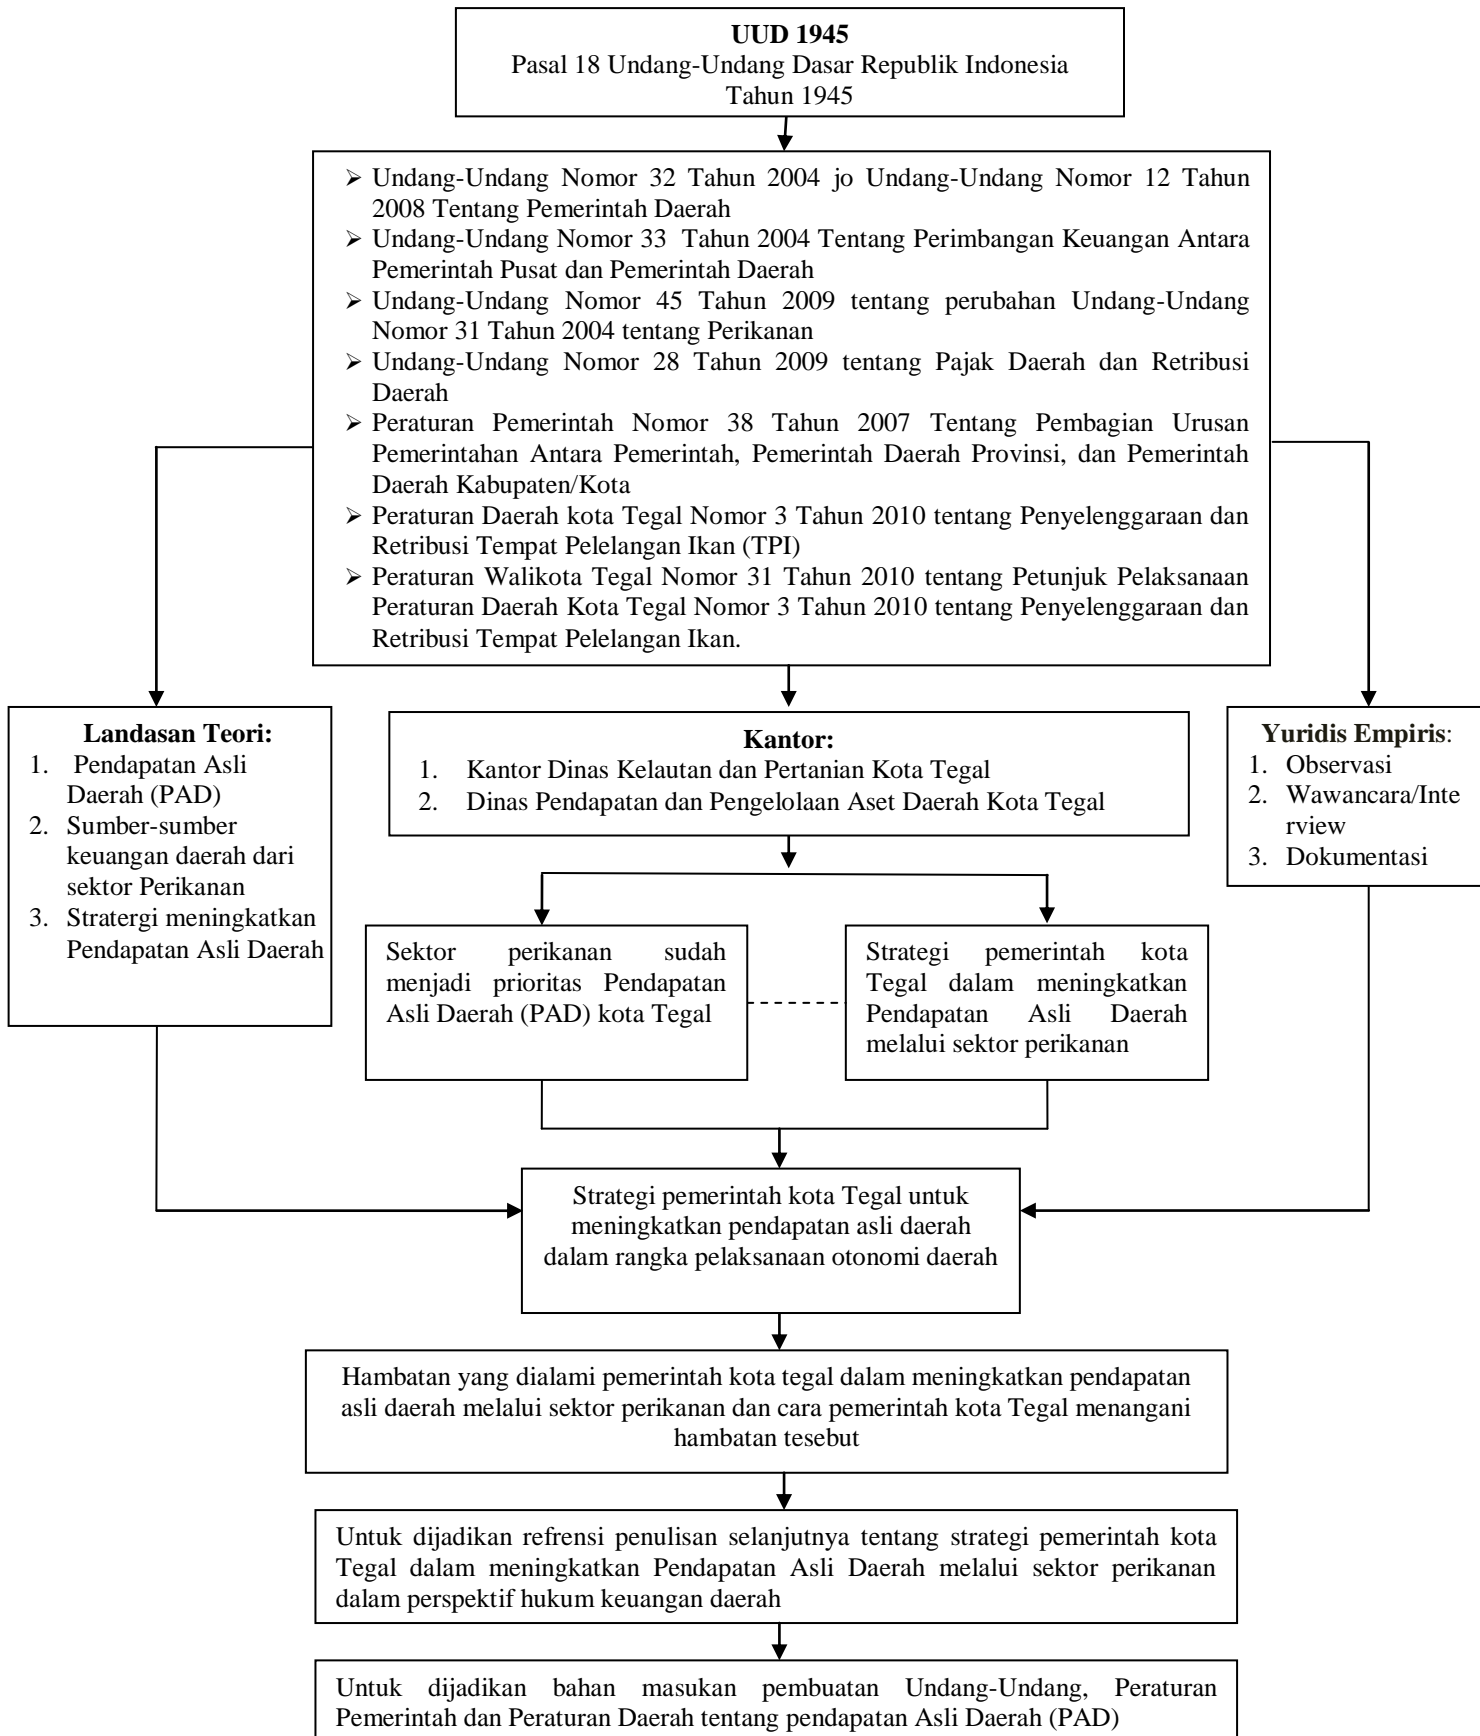 UUD 1945
Pasal 18 Undang-Undang Dasar Republik Indonesia
Tahun 1945
➢ Undang-Undang Nomor 32 Tahun 2004 jo Undang-Undang Nomor 12 Tahun
2008 Tentang Pemerintah Daerah
➢ Undang-Undang Nomor 33 Tahun 2004 Tentang Perimbangan Keuangan Antara
Pemerintah Pusat dan Pemerintah Daerah
➢ Undang-Undang Nomor 45 Tahun 2009 tentang perubahan Undang-Undang
Nomor 31 Tahun 2004 tentang Perikanan
➢ Undang-Undang Nomor 28 Tahun 2009 tentang Pajak Daerah dan Retribusi
Daerah
➢ Peraturan Pemerintah Nomor 38 Tahun 2007 Tentang Pembagian Urusan
Pemerintahan Antara Pemerintah, Pemerintah Daerah Provinsi, dan Pemerintah
Daerah Kabupaten/Kota
➢ Peraturan Daerah kota Tegal Nomor 3 Tahun 2010 tentang Penyelenggaraan dan
Retribusi Tempat Pelelangan Ikan (TPI)
➢ Peraturan Walikota Tegal Nomor 31 Tahun 2010 tentang Petunjuk Pelaksanaan
Peraturan Daerah Kota Tegal Nomor 3 Tahun 2010 tentang Penyelenggaraan dan
Retribusi Tempat Pelelangan Ikan.
Landasan Teori:
1. Pendapatan Asli
Daerah (PAD)
2. Sumber-sumber
keuangan daerah dari
sektor Perikanan
3. Stratergi meningkatkan
Pendapatan Asli Daerah
Kantor:
1. Kantor Dinas Kelautan dan Pertanian Kota Tegal
2. Dinas Pendapatan dan Pengelolaan Aset Daerah Kota Tegal
Yuridis Empiris:
1. Observasi
2. Wawancara/Inte
rview
3. Dokumentasi
Sektor perikanan sudah
menjadi prioritas Pendapatan
Asli Daerah (PAD) kota Tegal
Strategi pemerintah kota
Tegal dalam meningkatkan
Pendapatan Asli Daerah
melalui sektor perikanan
Strategi pemerintah kota Tegal untuk
meningkatkan pendapatan asli daerah
dalam rangka pelaksanaan otonomi daerah
Hambatan yang dialami pemerintah kota tegal dalam meningkatkan pendapatan
asli daerah melalui sektor perikanan dan cara pemerintah kota Tegal menangani
hambatan tesebut
Untuk dijadikan refrensi penulisan selanjutnya tentang strategi pemerintah kota
Tegal dalam meningkatkan Pendapatan Asli Daerah melalui sektor perikanan
dalam perspektif hukum keuangan daerah
Untuk dijadikan bahan masukan pembuatan Undang-Undang, Peraturan
Pemerintah dan Peraturan Daerah tentang pendapatan Asli Daerah (PAD)